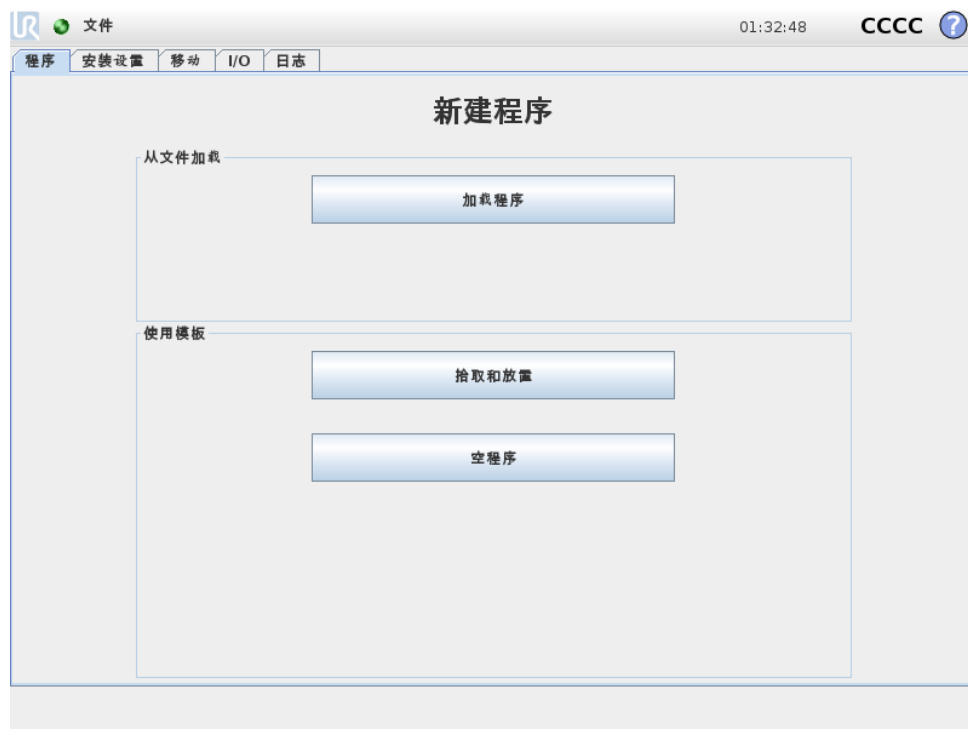 UR 文件 01:32:48 CCCC ?
程序 安装设置 移动 I/O 日志
新建程序
从文件加载
加载程序
使用模板
拾取和放置
空程序